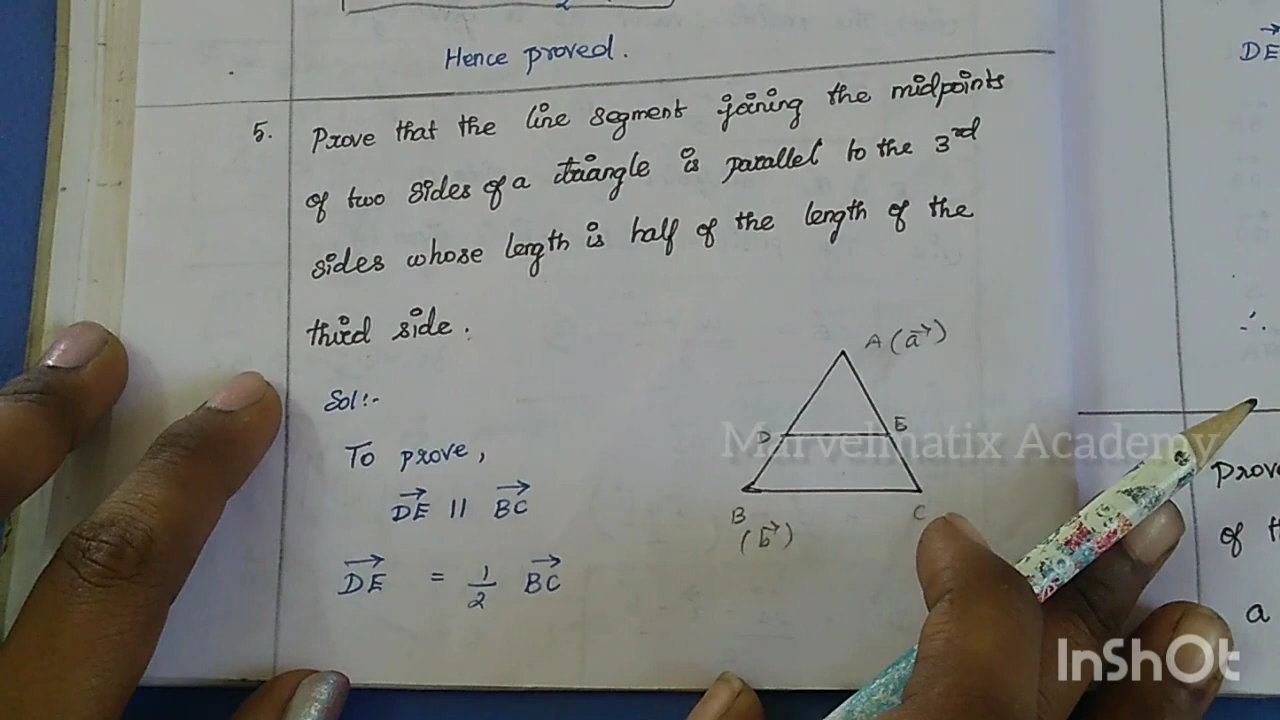 Hence proved.
5. Prove that the line segment joining the midpoints
of two sides of a triangle is parallel to the 3rd
sides whose length is half of the length of the
third side.
Sol:-
To prove,
DE→ || BC→
DE→ = 1/2 BC→
A (a→)
D E
B C
(b→)
Marvelmatix Academy
DE→
∴
Prov
of t
a
InShOt